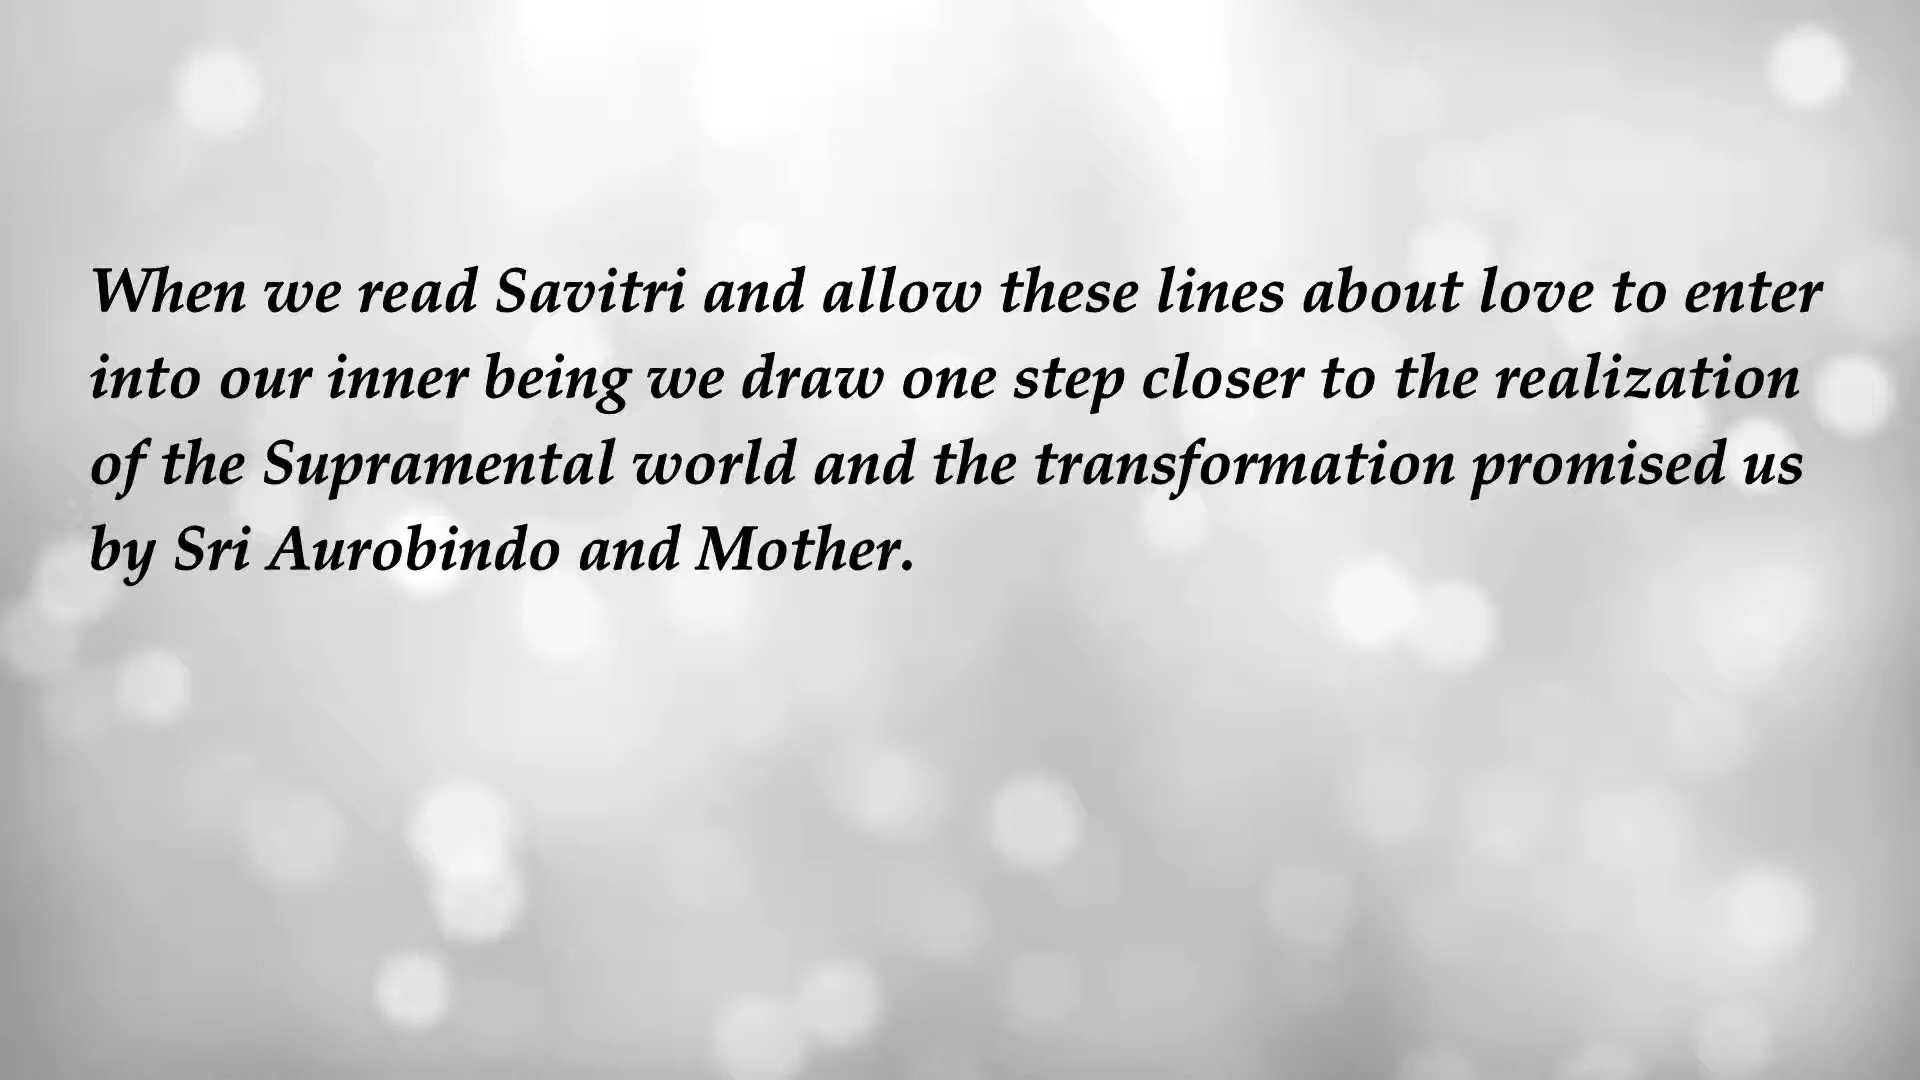 When we read Savitri and allow these lines about love to enter
into our inner being we draw one step closer to the realization
of the Supramental world and the transformation promised us
by Sri Aurobindo and Mother.